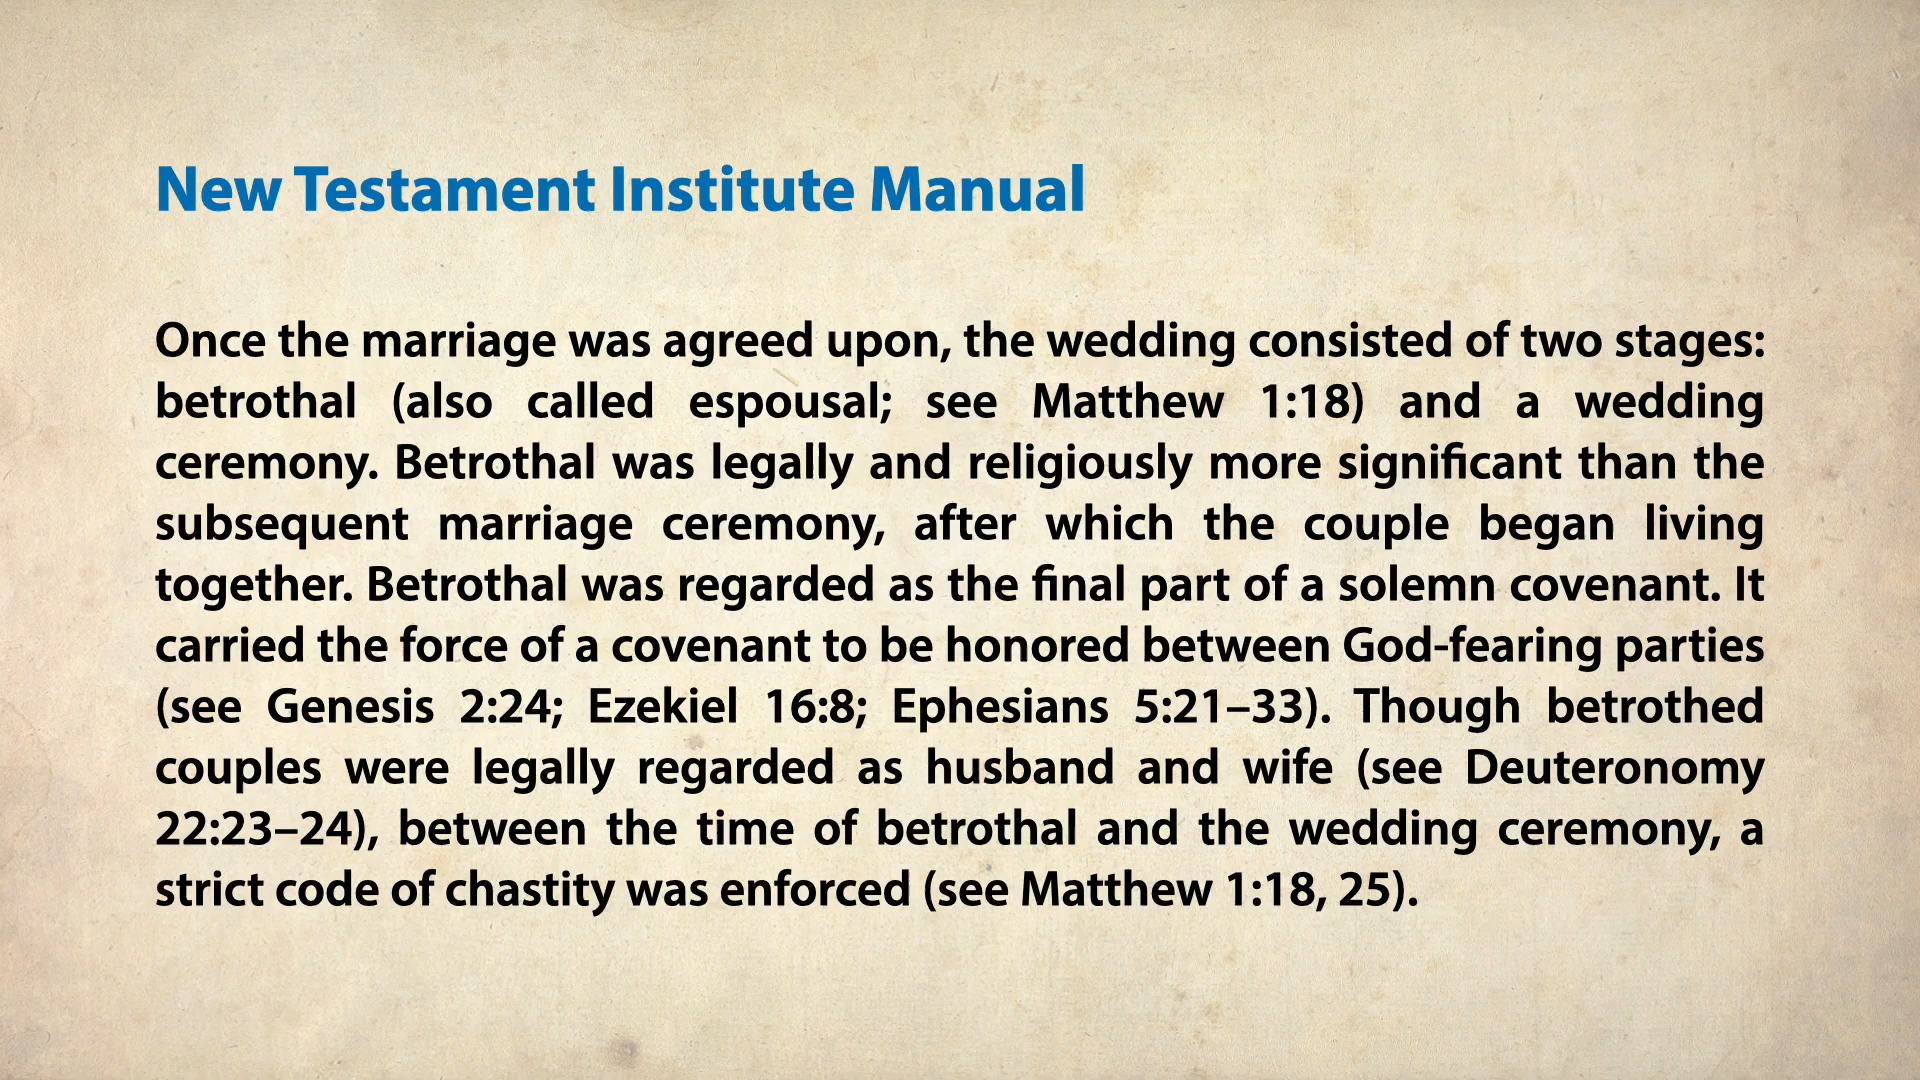 New Testament Institute Manual
Once the marriage was agreed upon, the wedding consisted of two stages:
betrothal (also called espousal; see Matthew 1:18) and a wedding
ceremony. Betrothal was legally and religiously more significant than the
subsequent marriage ceremony, after which the couple began living
together. Betrothal was regarded as the final part of a solemn covenant. It
carried the force of a covenant to be honored between God-fearing parties
(see Genesis 2:24; Ezekiel 16:8; Ephesians 5:21–33). Though betrothed
couples were legally regarded as husband and wife (see Deuteronomy
22:23–24), between the time of betrothal and the wedding ceremony, a
strict code of chastity was enforced (see Matthew 1:18, 25).